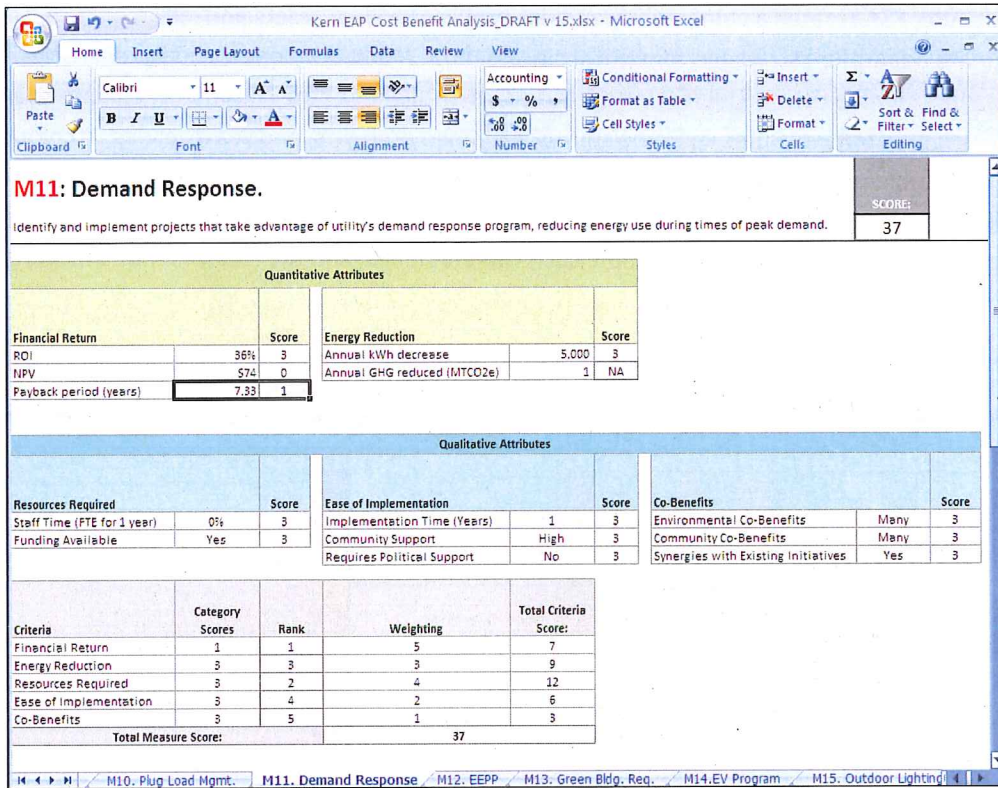 Kern EAP Cost Benefit Analysis_DRAFT v 15.xlsx - Microsoft Excel
Home Insert Page Layout Formulas Data Review View
Paste
Calibri 11 A A
B I U A
Accounting
$ % ,
.0 .00 .00 .0
Conditional Formatting
Format as Table
Cell Styles
Insert
Delete
Format
Σ
Sort & Filter
Find & Select
Clipboard Font Alignment Number Styles Cells Editing
M11: Demand Response.
SCORE:
Identify and implement projects that take advantage of utility's demand response program, reducing energy use during times of peak demand. 37
Quantitative Attributes
Financial Return Score Energy Reduction Score
ROI 36% 3 Annual kWh decrease 5,000 3
NPV $74 0 Annual GHG reduced (MTCO2e) 1 NA
Payback period (years) 7.33 1
Qualitative Attributes
Resources Required Score Ease of Implementation Score Co-Benefits Score
Staff Time (FTE for 1 year) 0% 3 Implementation Time (Years) 1 3 Environmental Co-Benefits Many 3
Funding Available Yes 3 Community Support High 3 Community Co-Benefits Many 3
Requires Political Support No 3 Synergies with Existing Initiatives Yes 3
Criteria Category Scores Rank Weighting Total Criteria Score:
Financial Return 1 1 5 7
Energy Reduction 3 3 3 9
Resources Required 3 2 4 12
Ease of Implementation 3 4 2 6
Co-Benefits 3 5 1 3
Total Measure Score: 37
M10. Plug Load Mgmt. M11. Demand Response M12. EEPP M13. Green Bldg. Req. M14.EV Program M15. Outdoor Lighting